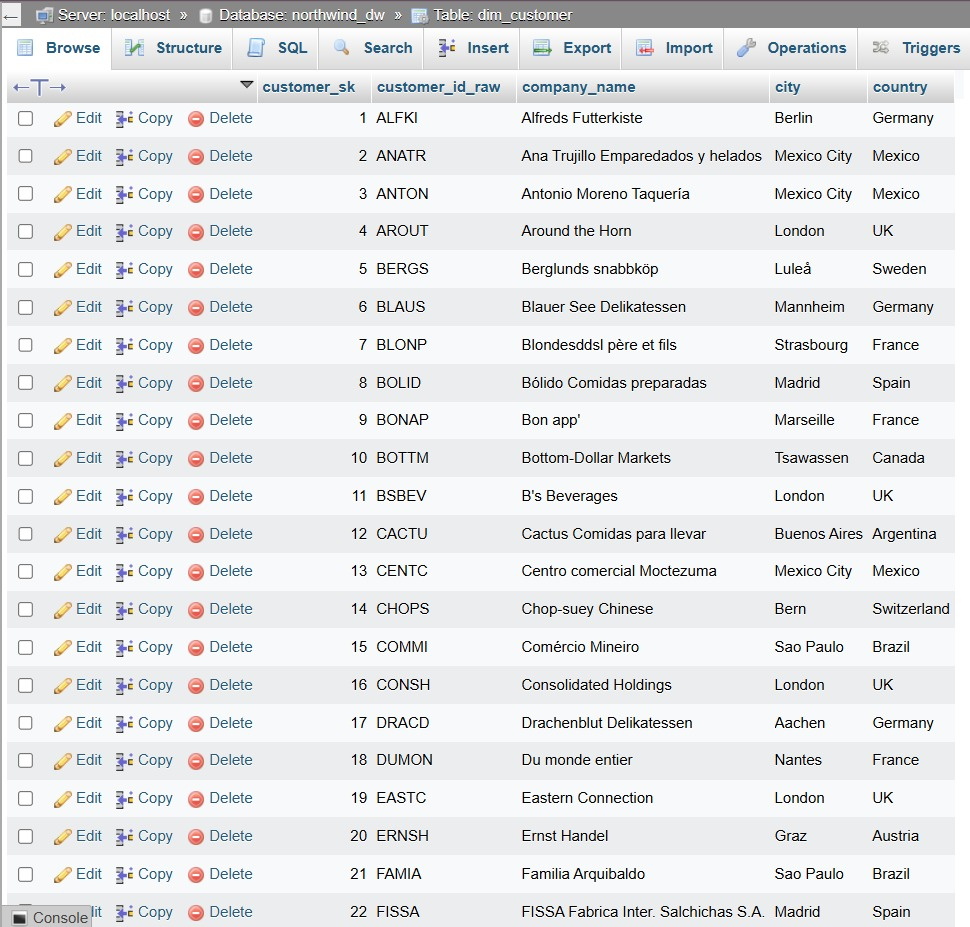 Server: localhost » Database: northwind_dw » Table: dim_customer
Browse Structure SQL Search Insert Export Import Operations Triggers
customer_sk customer_id_raw company_name city country
Edit Copy Delete 1 ALFKI Alfreds Futterkiste Berlin Germany
Edit Copy Delete 2 ANATR Ana Trujillo Emparedados y helados Mexico City Mexico
Edit Copy Delete 3 ANTON Antonio Moreno Taquería Mexico City Mexico
Edit Copy Delete 4 AROUT Around the Horn London UK
Edit Copy Delete 5 BERGS Berglunds snabbköp Luleå Sweden
Edit Copy Delete 6 BLAUS Blauer See Delikatessen Mannheim Germany
Edit Copy Delete 7 BLONP Blondesddsl père et fils Strasbourg France
Edit Copy Delete 8 BOLID Bólido Comidas preparadas Madrid Spain
Edit Copy Delete 9 BONAP Bon app' Marseille France
Edit Copy Delete 10 BOTTM Bottom-Dollar Markets Tsawassen Canada
Edit Copy Delete 11 BSBEV B's Beverages London UK
Edit Copy Delete 12 CACTU Cactus Comidas para llevar Buenos Aires Argentina
Edit Copy Delete 13 CENTC Centro comercial Moctezuma Mexico City Mexico
Edit Copy Delete 14 CHOPS Chop-suey Chinese Bern Switzerland
Edit Copy Delete 15 COMMI Comércio Mineiro Sao Paulo Brazil
Edit Copy Delete 16 CONSH Consolidated Holdings London UK
Edit Copy Delete 17 DRACD Drachenblut Delikatessen Aachen Germany
Edit Copy Delete 18 DUMON Du monde entier Nantes France
Edit Copy Delete 19 EASTC Eastern Connection London UK
Edit Copy Delete 20 ERNSH Ernst Handel Graz Austria
Edit Copy Delete 21 FAMIA Familia Arquibaldo Sao Paulo Brazil
Console lit Copy Delete 22 FISSA FISSA Fabrica Inter. Salchichas S.A. Madrid Spain